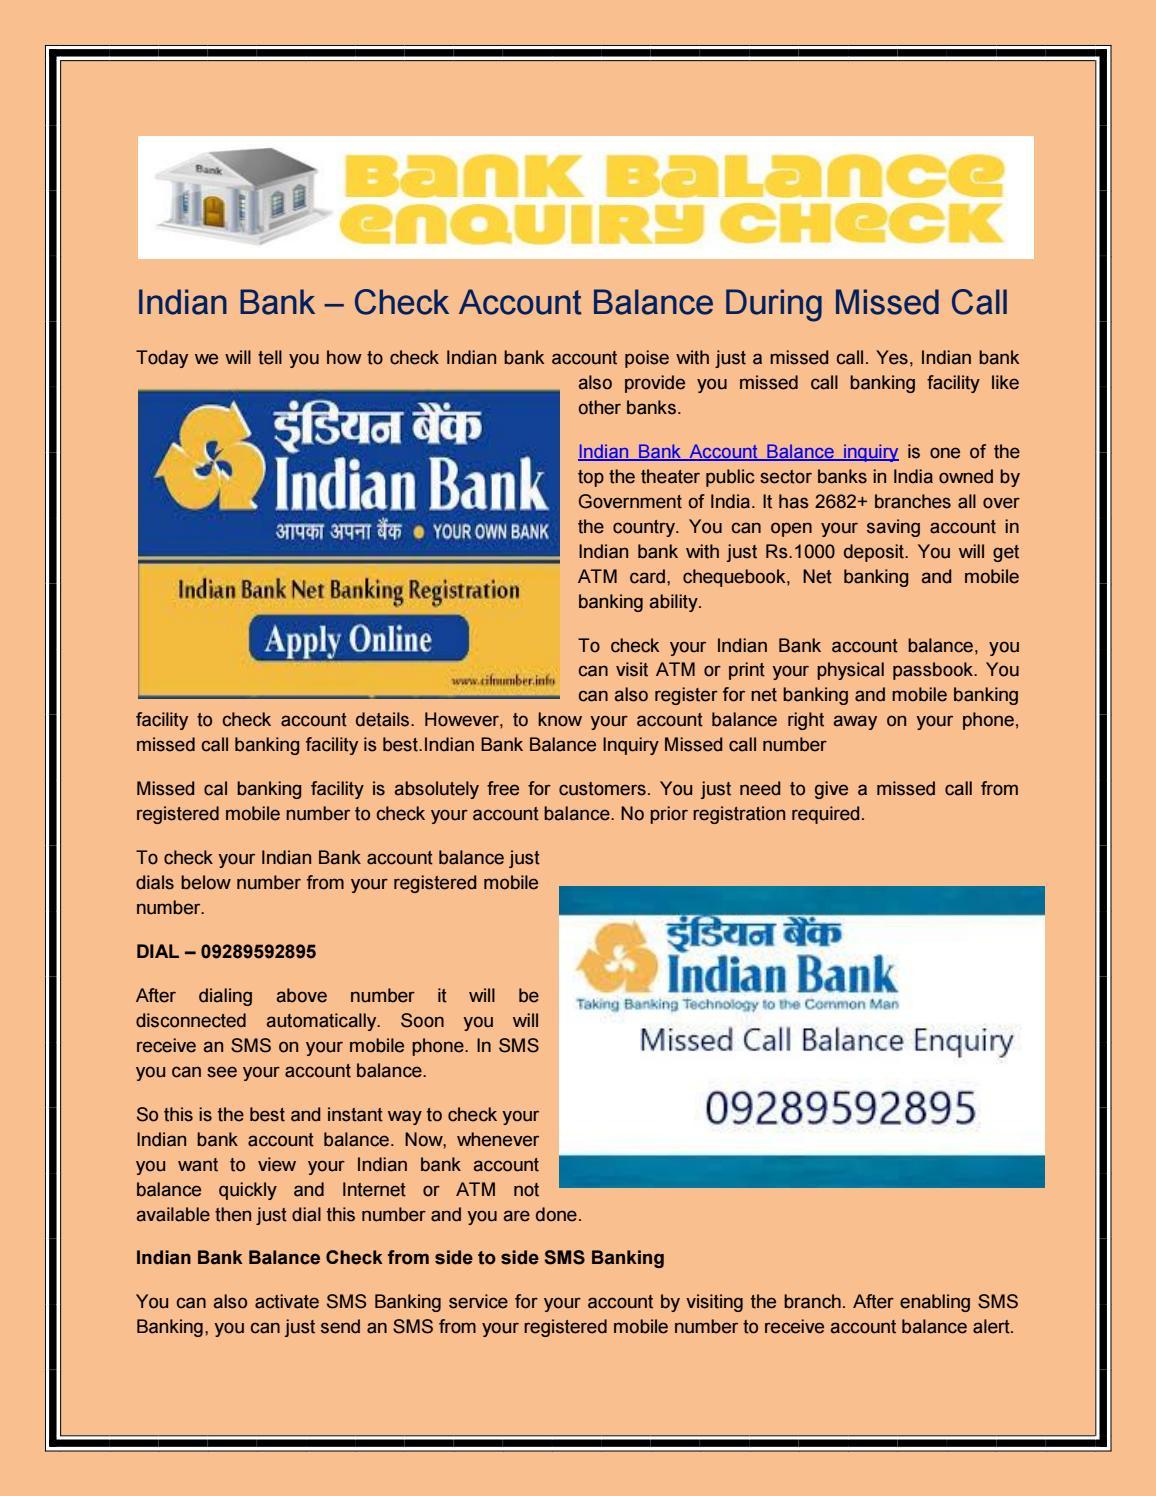 Bank
BANK BALANCE
ENQUIRY CHECK
Indian Bank – Check Account Balance During Missed Call
Today we will tell you how to check Indian bank account poise with just a missed call. Yes, Indian bank
also provide you missed call banking facility like
other banks.
इंडियन बैंक
Indian Bank
आपका अपना बैंक • YOUR OWN BANK
Indian Bank Net Banking Registration
Apply Online
www.cifnumber.info
Indian Bank Account Balance inquiry is one of the
top the theater public sector banks in India owned by
Government of India. It has 2682+ branches all over
the country. You can open your saving account in
Indian bank with just Rs.1000 deposit. You will get
ATM card, chequebook, Net banking and mobile
banking ability.
To check your Indian Bank account balance, you
can visit ATM or print your physical passbook. You
can also register for net banking and mobile banking
facility to check account details. However, to know your account balance right away on your phone,
missed call banking facility is best.Indian Bank Balance Inquiry Missed call number
Missed cal banking facility is absolutely free for customers. You just need to give a missed call from
registered mobile number to check your account balance. No prior registration required.
To check your Indian Bank account balance just
dials below number from your registered mobile
number.
DIAL – 09289592895
After dialing above number it will be
disconnected automatically. Soon you will
receive an SMS on your mobile phone. In SMS
you can see your account balance.
इंडियन बैंक
Indian Bank
Taking Banking Technology to the Common Man
Missed Call Balance Enquiry
09289592895
So this is the best and instant way to check your
Indian bank account balance. Now, whenever
you want to view your Indian bank account
balance quickly and Internet or ATM not
available then just dial this number and you are done.
Indian Bank Balance Check from side to side SMS Banking
You can also activate SMS Banking service for your account by visiting the branch. After enabling SMS
Banking, you can just send an SMS from your registered mobile number to receive account balance alert.